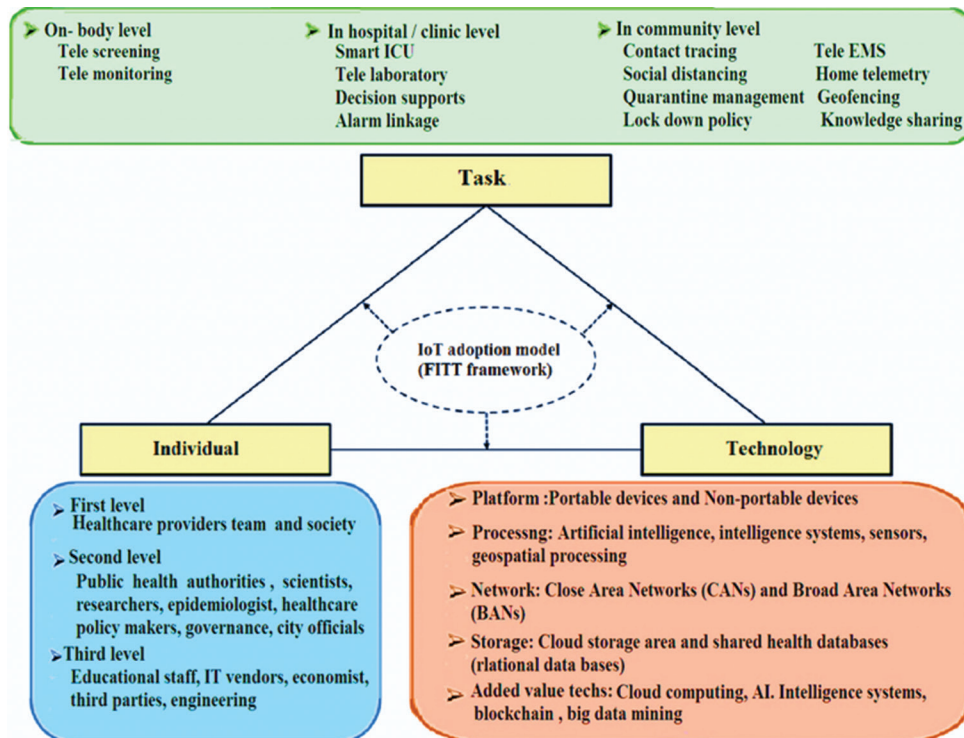 On- body level
Tele screening
Tele monitoring
In hospital / clinic level
Smart ICU
Tele laboratory
Decision supports
Alarm linkage
In community level
Contact tracing
Social distancing
Quarantine management
Lock down policy
Tele EMS
Home telemetry
Geofencing
Knowledge sharing
Task
IoT adoption model
(FITT framework)
Individual
Technology
First level
Healthcare providers team and society
Second level
Public health authorities , scientists,
researchers, epidemiologist, healthcare
policy makers, governance, city officials
Third level
Educational staff, IT vendors, economist,
third parties, engineering
Platform :Portable devices and Non-portable devices
Processng: Artificial intelligence, intelligence systems, sensors,
geospatial processing
Network: Close Area Networks (CANs) and Broad Area Networks
(BANs)
Storage: Cloud storage area and shared health databases
(rlational data bases)
Added value techs: Cloud computing, AI. Intelligence systems,
blockchain , big data mining